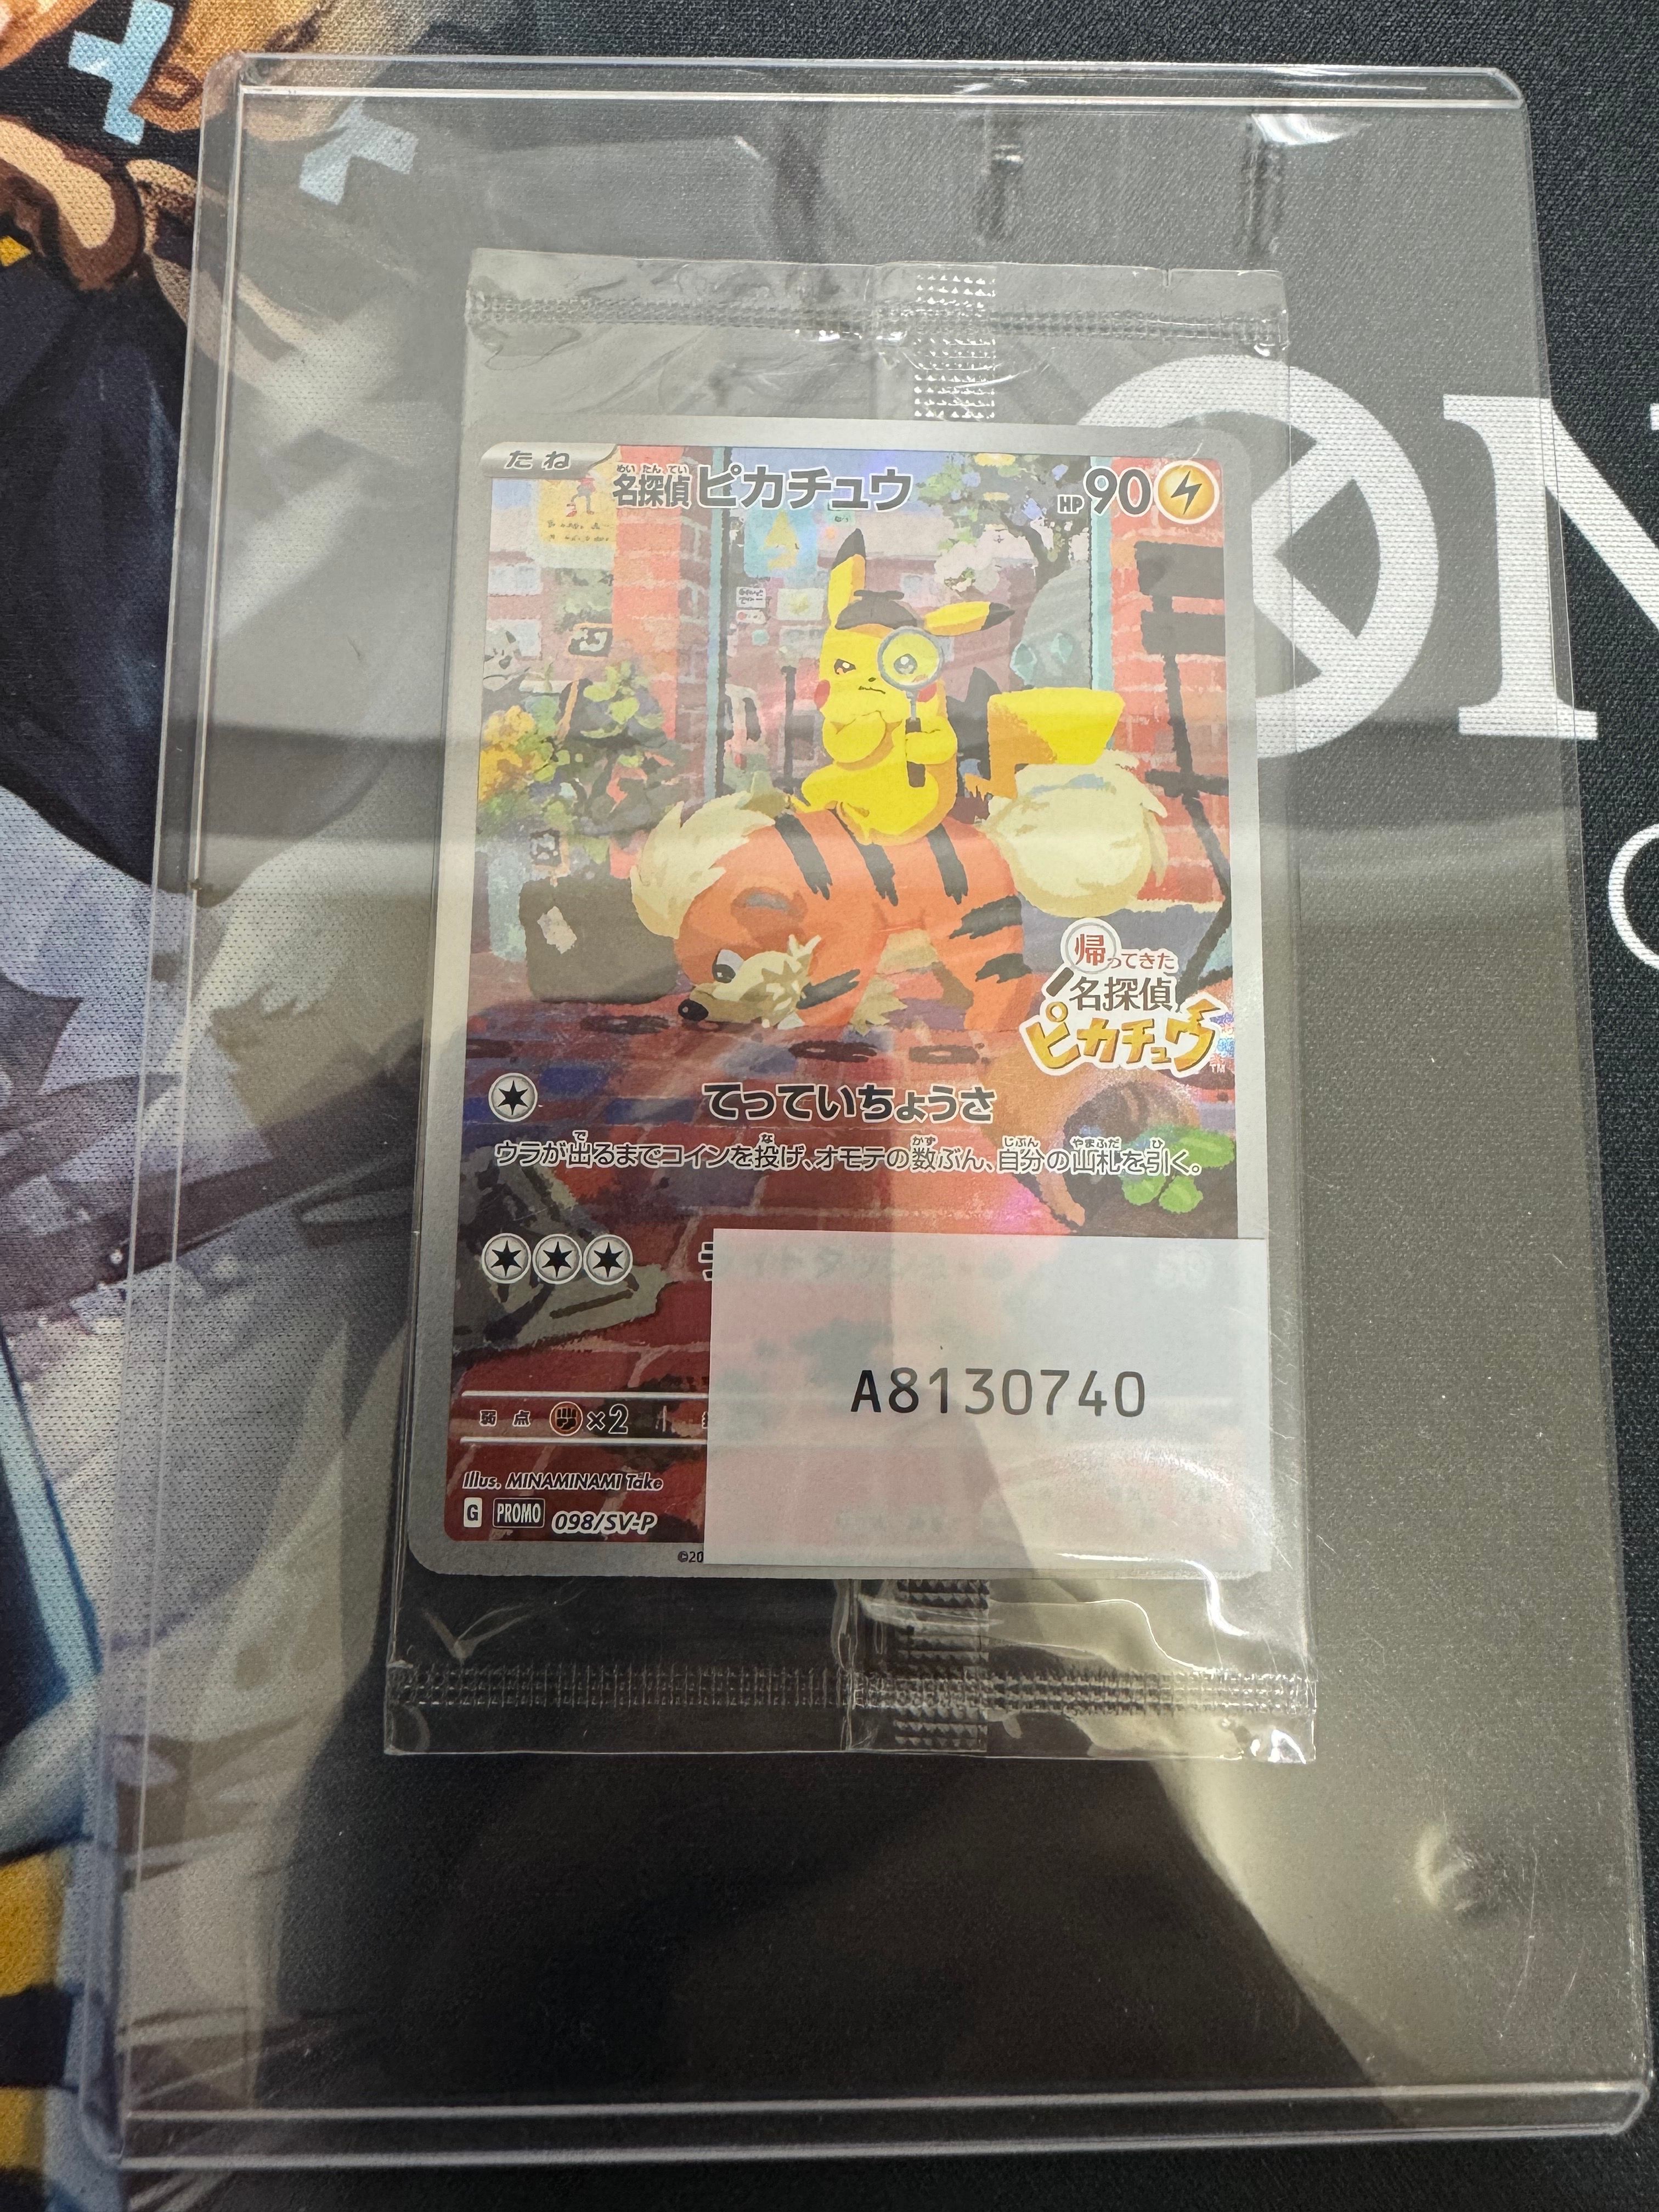 たね 名探偵ピカチュウ HP90
めいたんてい
帰ってきた
名探偵
ピカチュウ
TM
てっていちょうさ
ウラが出るまでコインを投げ、オモテの数ぶん、自分の山札を引く。
で な かず じぶん やまふだ ひ
A8130740
弱点 ×2
Illus. MINAMINAMI Take
G PROMO 098/SV-P
©20
ON